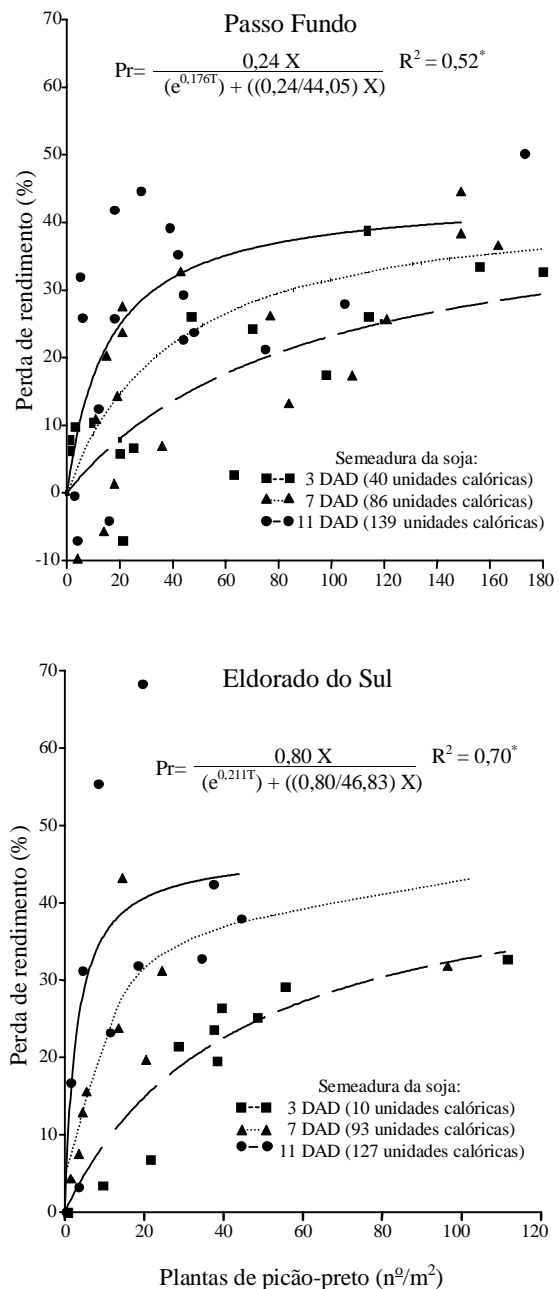 Passo Fundo
Pr= 0,24 X / (e^0,176T) + ((0,24/44,05) X) R² = 0,52*
Perda de rendimento (%)
70
60
50
40
30
20
10
0
-10
Semeadura da soja:
3 DAD (40 unidades calóricas)
7 DAD (86 unidades calóricas)
11 DAD (139 unidades calóricas)
0 20 40 60 80 100 120 140 160 180
Eldorado do Sul
Pr= 0,80 X / (e^0,211T) + ((0,80/46,83) X) R² = 0,70*
Perda de rendimento (%)
70
60
50
40
30
20
10
0
Semeadura da soja:
3 DAD (10 unidades calóricas)
7 DAD (93 unidades calóricas)
11 DAD (127 unidades calóricas)
0 20 40 60 80 100 120
Plantas de picão-preto (nº/m²)